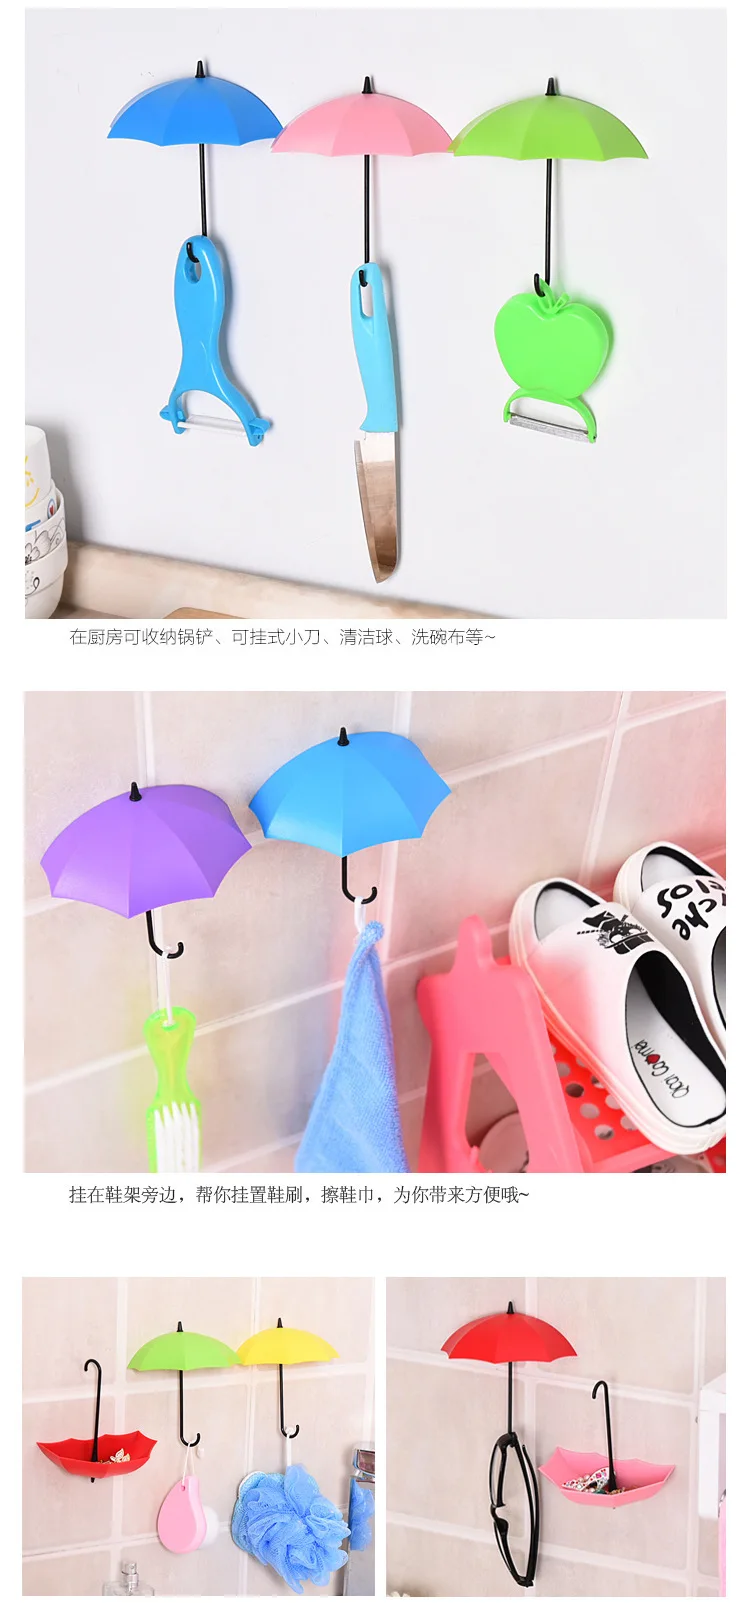 在厨房可收纳锅铲、可挂式小刀、清洁球、洗碗布等~
挂在鞋架旁边，帮你挂置鞋刷，擦鞋巾，为你带来方便哦~